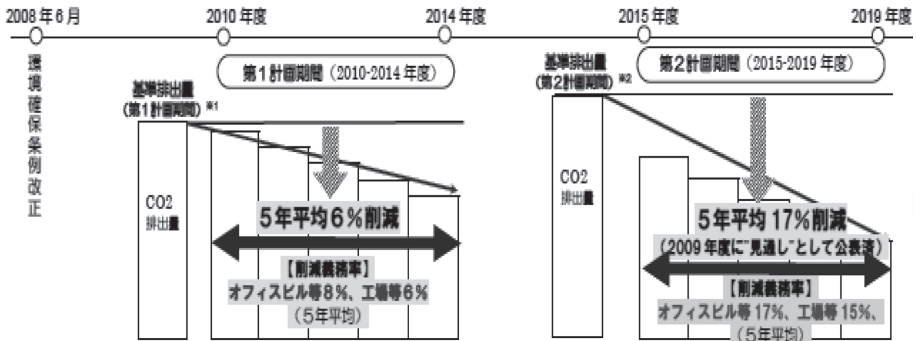 2008年6月
2010年度
2014年度
2015年度
2019年度
環境確保条例改正
第1計画期間（2010-2014年度）
基準排出量
（第1計画期間）※1
CO2
排出量
5年平均6％削減
【削減義務率】
オフィスビル等8％、工場等6％
（5年平均）
第2計画期間（2015-2019年度）
基準排出量
（第2計画期間）※2
CO2
排出量
5年平均17％削減
（2009年度に"見通し"として公表済）
【削減義務率】
オフィスビル等17％、工場等15％、
（5年平均）